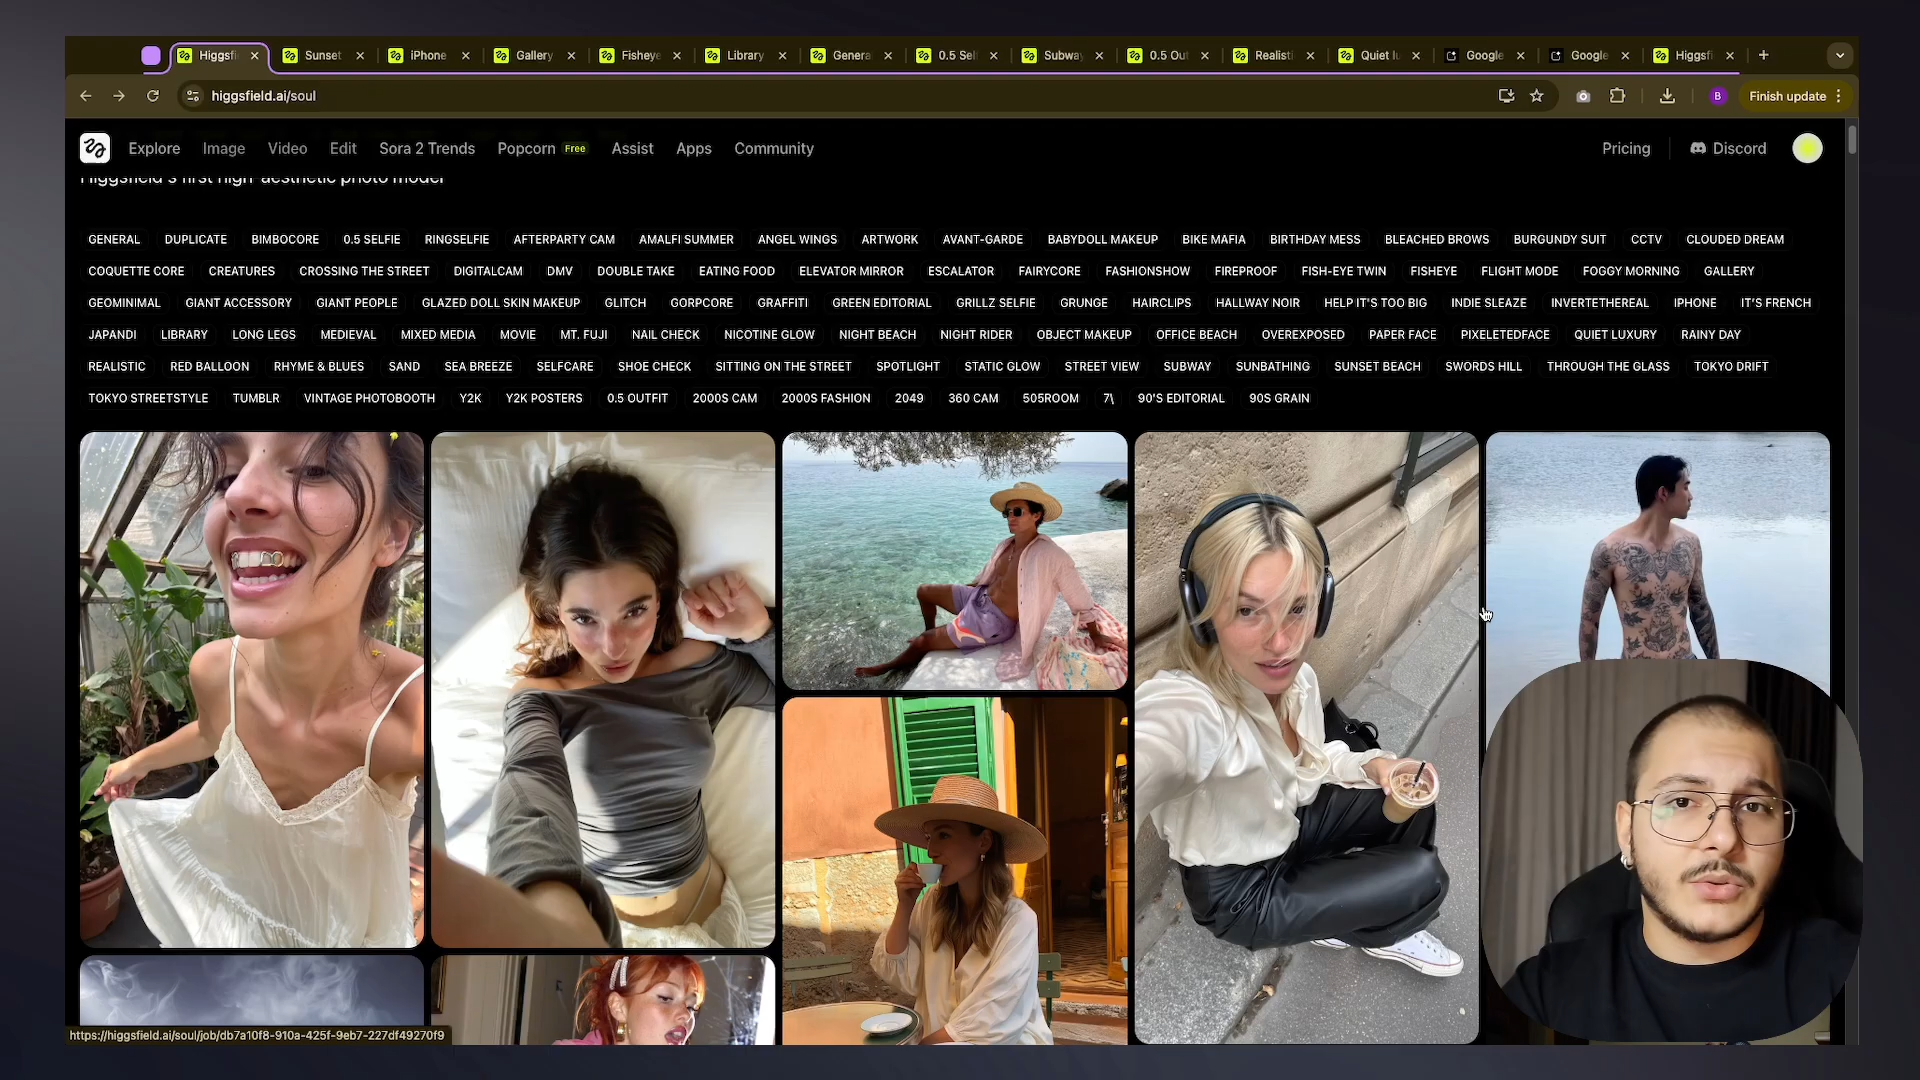 Higgsfi
Sunset
iPhone
Gallery
Fisheye
Library
Genera
0.5 Sel
Subwa
0.5 Out
Realisti
Quiet lu
Google
Google
Higgsfi
higgsfield.ai/soul
B
Finish update
Explore
Image
Video
Edit
Sora 2 Trends
Popcorn Free
Assist
Apps
Community
Pricing
Discord
Higgsfield's first high-aesthetic photo model
GENERAL DUPLICATE BIMBOCORE 0.5 SELFIE RINGSELFIE AFTERPARTY CAM AMALFI SUMMER ANGEL WINGS ARTWORK AVANT-GARDE BABYDOLL MAKEUP BIKE MAFIA BIRTHDAY MESS BLEACHED BROWS BURGUNDY SUIT CCTV CLOUDED DREAM
COQUETTE CORE CREATURES CROSSING THE STREET DIGITALCAM DMV DOUBLE TAKE EATING FOOD ELEVATOR MIRROR ESCALATOR FAIRYCORE FASHIONSHOW FIREPROOF FISH-EYE TWIN FISHEYE FLIGHT MODE FOGGY MORNING GALLERY
GEOMINIMAL GIANT ACCESSORY GIANT PEOPLE GLAZED DOLL SKIN MAKEUP GLITCH GORPCORE GRAFFITI GREEN EDITORIAL GRILLZ SELFIE GRUNGE HAIRCLIPS HALLWAY NOIR HELP IT'S TOO BIG INDIE SLEAZE INVERTETHEREAL IPHONE IT'S FRENCH
JAPANDI LIBRARY LONG LEGS MEDIEVAL MIXED MEDIA MOVIE MT. FUJI NAIL CHECK NICOTINE GLOW NIGHT BEACH NIGHT RIDER OBJECT MAKEUP OFFICE BEACH OVEREXPOSED PAPER FACE PIXELETEDFACE QUIET LUXURY RAINY DAY
REALISTIC RED BALLOON RHYME & BLUES SAND SEA BREEZE SELFCARE SHOE CHECK SITTING ON THE STREET SPOTLIGHT STATIC GLOW STREET VIEW SUBWAY SUNBATHING SUNSET BEACH SWORDS HILL THROUGH THE GLASS TOKYO DRIFT
TOKYO STREETSTYLE TUMBLR VINTAGE PHOTOBOOTH Y2K Y2K POSTERS 0.5 OUTFIT 2000S CAM 2000S FASHION 2049 360 CAM 505ROOM 7\ 90'S EDITORIAL 90S GRAIN
https://higgsfield.ai/soul/job/db7a10f8-910a-425f-9eb7-227df49270f9